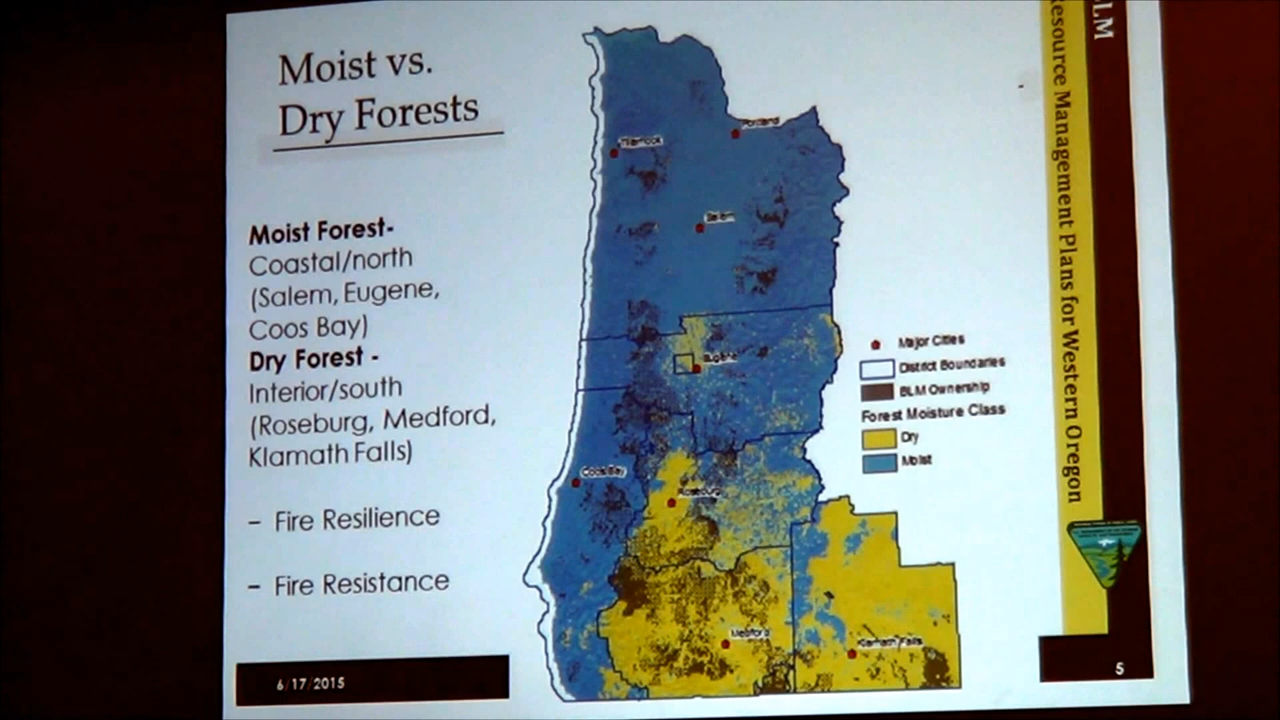 Moist vs.
Dry Forests
Moist Forest-
Coastal/north
(Salem, Eugene,
Coos Bay)
Dry Forest -
Interior/south
(Roseburg, Medford,
Klamath Falls)
– Fire Resilience
– Fire Resistance
6/17/2015
Portland
Tillamook
Salem
Eugene
Coos Bay
Roseburg
Medford
Klamath Falls
Major Cities
District Boundaries
BLM Ownership
Forest Moisture Class
Dry
Moist
BLM
Resource Management Plans for Western Oregon
5